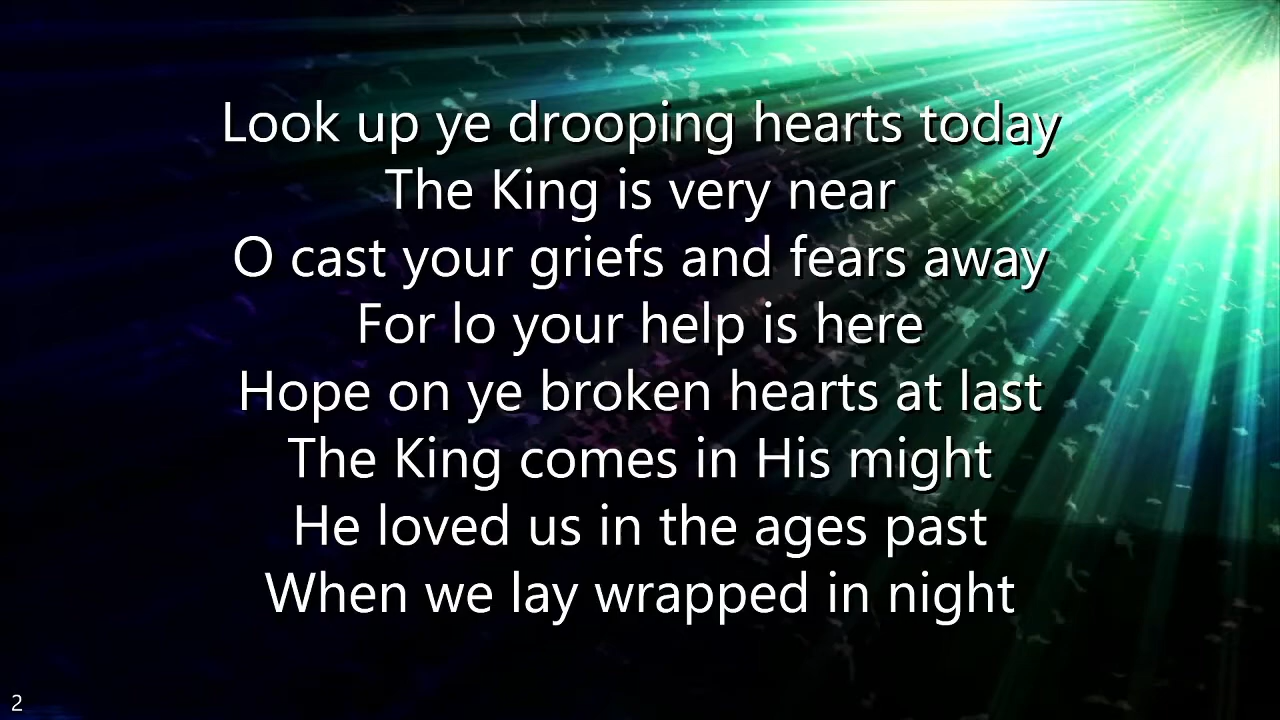 Look up ye drooping hearts today
The King is very near
O cast your griefs and fears away
For lo your help is here
Hope on ye broken hearts at last
The King comes in His might
He loved us in the ages past
When we lay wrapped in night
2